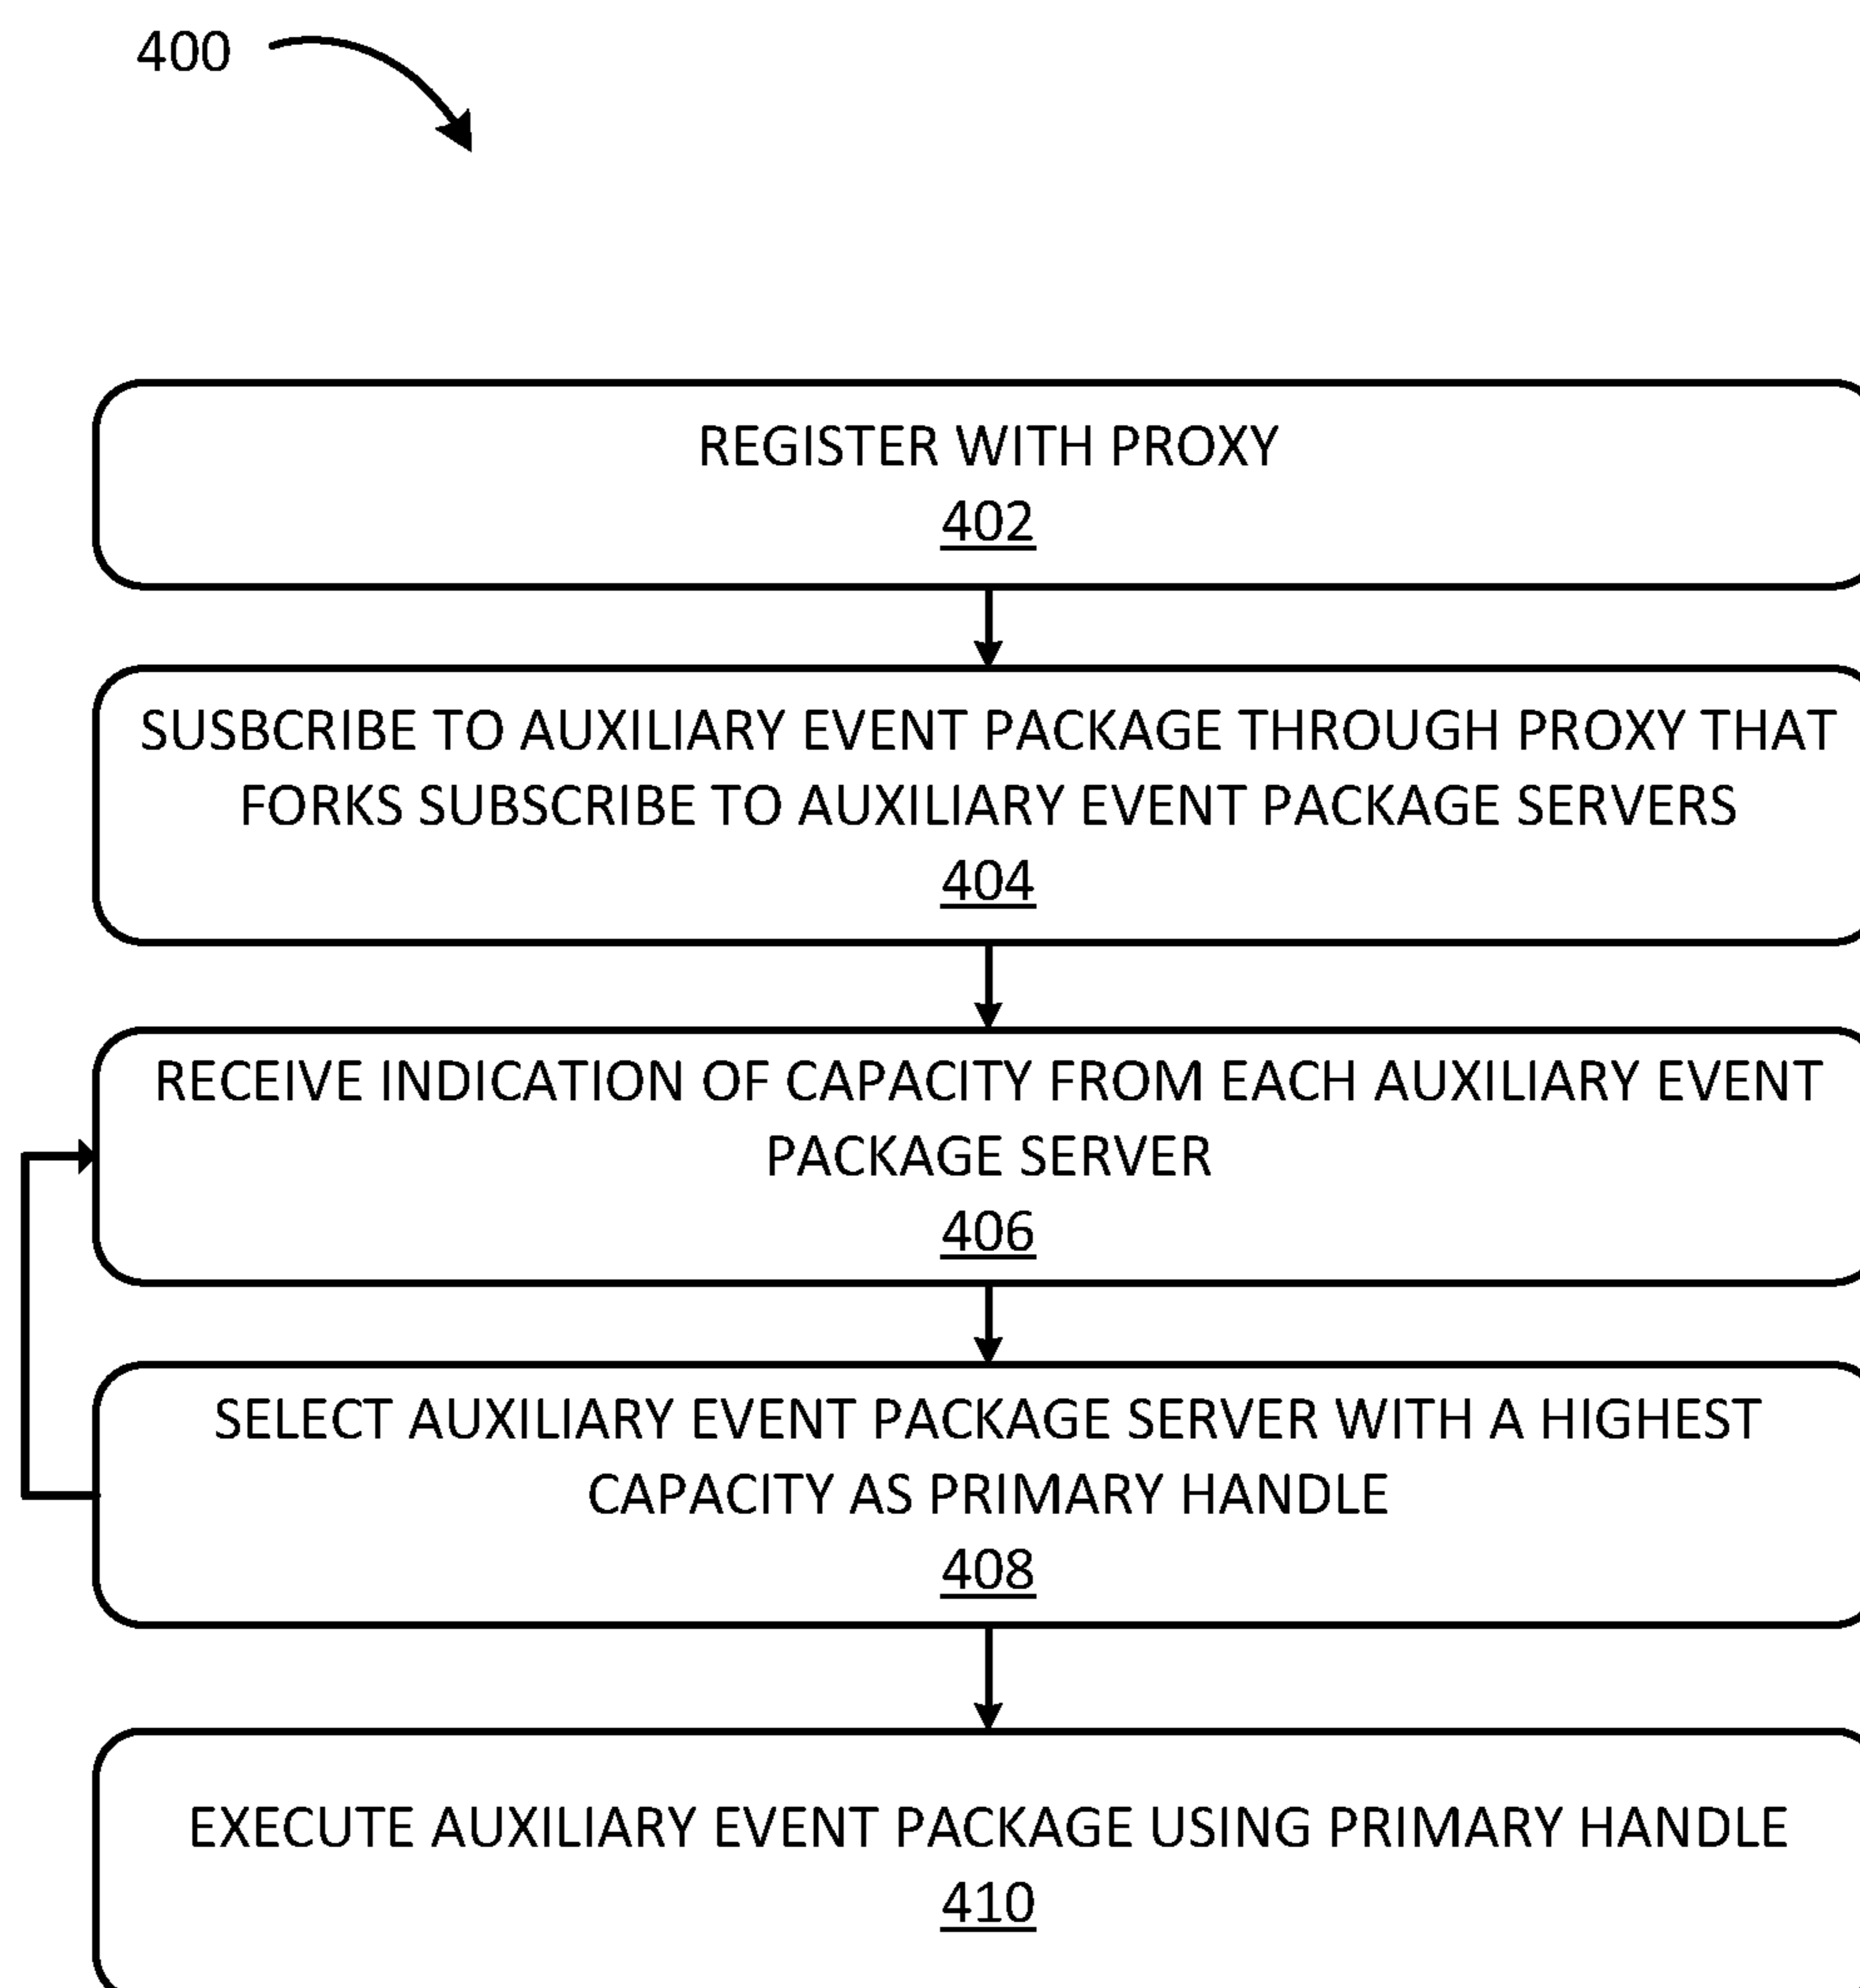 400
REGISTER WITH PROXY
402
SUSBCRIBE TO AUXILIARY EVENT PACKAGE THROUGH PROXY THAT
FORKS SUBSCRIBE TO AUXILIARY EVENT PACKAGE SERVERS
404
RECEIVE INDICATION OF CAPACITY FROM EACH AUXILIARY EVENT
PACKAGE SERVER
406
SELECT AUXILIARY EVENT PACKAGE SERVER WITH A HIGHEST
CAPACITY AS PRIMARY HANDLE
408
EXECUTE AUXILIARY EVENT PACKAGE USING PRIMARY HANDLE
410